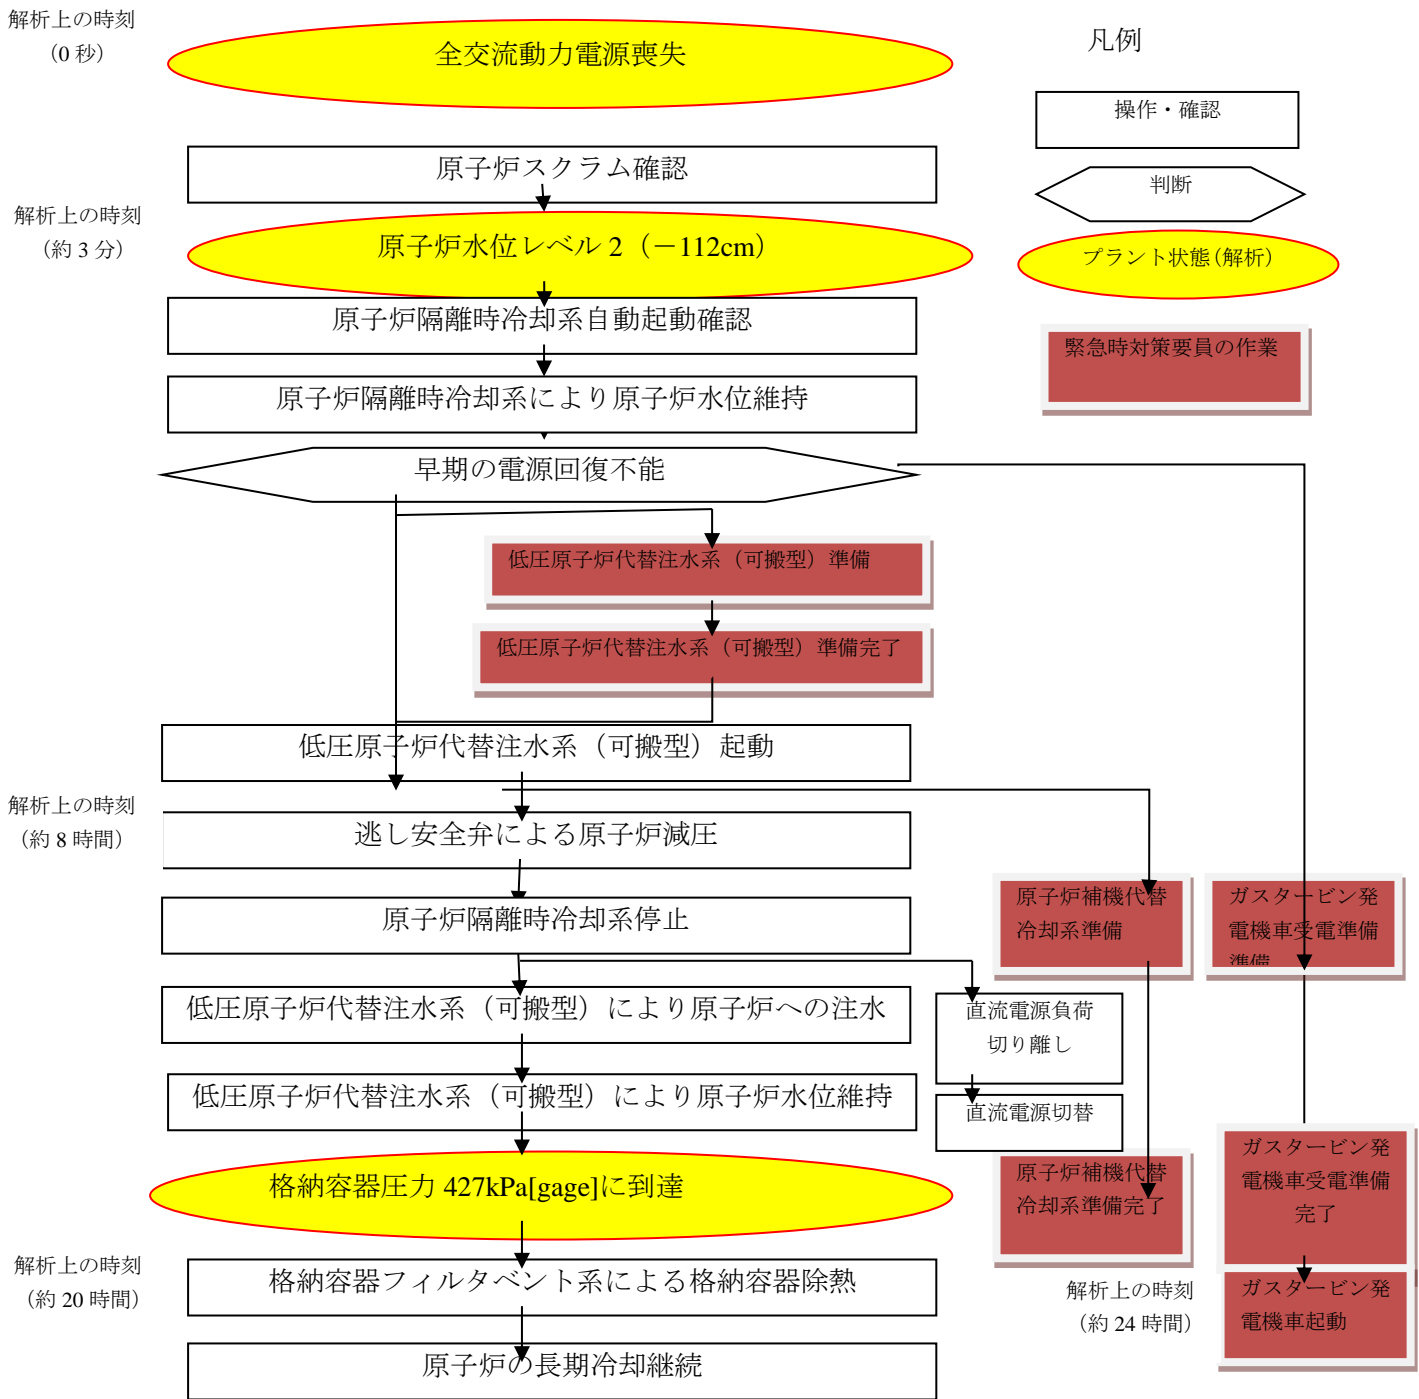 解析上の時刻
（0 秒）
全交流動力電源喪失
凡例
操作・確認
原子炉スクラム確認
判断
解析上の時刻
（約 3 分）
原子炉水位レベル 2（－112cm）
プラント状態（解析）
原子炉隔離時冷却系自動起動確認
緊急時対策要員の作業
原子炉隔離時冷却系により原子炉水位維持
早期の電源回復不能
低圧原子炉代替注水系（可搬型）準備
低圧原子炉代替注水系（可搬型）準備完了
低圧原子炉代替注水系（可搬型）起動
解析上の時刻
（約 8 時間）
逃し安全弁による原子炉減圧
原子炉隔離時冷却系停止
原子炉補機代替
冷却系準備
ガスタービン発
電機車受電準備
準備
低圧原子炉代替注水系（可搬型）により原子炉への注水
直流電源負荷
切り離し
低圧原子炉代替注水系（可搬型）により原子炉水位維持
直流電源切替
格納容器圧力 427kPa[gage]に到達
原子炉補機代替
冷却系準備完了
ガスタービン発
電機車受電準備
完了
解析上の時刻
（約 20 時間）
格納容器フィルタベント系による格納容器除熱
解析上の時刻
（約 24 時間）
ガスタービン発
電機車起動
原子炉の長期冷却継続